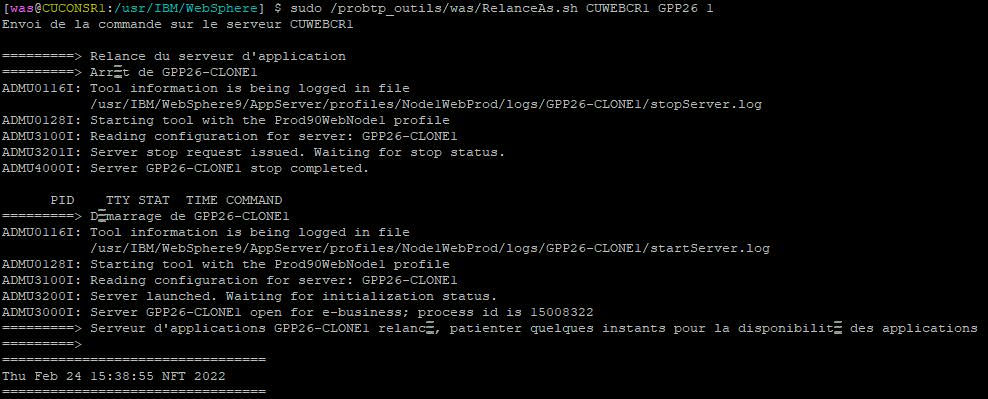 [was@CUCONSR1:/usr/IBM/WebSphere] $ sudo /probtp_outils/was/RelanceAs.sh CUWEBCR1 GPP26 1
Envoi de la commande sur le serveur CUWEBCR1
=========> Relance du serveur d'application
=========> Arr▒t de GPP26-CLONE1
ADMU0116I: Tool information is being logged in file
/usr/IBM/WebSphere9/AppServer/profiles/Node1WebProd/logs/GPP26-CLONE1/stopServer.log
ADMU0128I: Starting tool with the Prod90WebNode1 profile
ADMU3100I: Reading configuration for server: GPP26-CLONE1
ADMU3201I: Server stop request issued. Waiting for stop status.
ADMU4000I: Server GPP26-CLONE1 stop completed.
PID TTY STAT TIME COMMAND
=========> D▒marrage de GPP26-CLONE1
ADMU0116I: Tool information is being logged in file
/usr/IBM/WebSphere9/AppServer/profiles/Node1WebProd/logs/GPP26-CLONE1/startServer.log
ADMU0128I: Starting tool with the Prod90WebNode1 profile
ADMU3100I: Reading configuration for server: GPP26-CLONE1
ADMU3200I: Server launched. Waiting for initialization status.
ADMU3000I: Server GPP26-CLONE1 open for e-business; process id is 15008322
=========> Serveur d'applications GPP26-CLONE1 relanc▒, patienter quelques instants pour la disponibilit▒ des applications
=========>
=================================
Thu Feb 24 15:38:55 NFT 2022
=================================